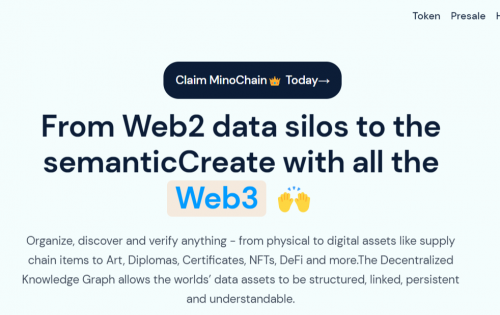 Token Presale H
Claim MinoChain👑 Today→
From Web2 data silos to the
semanticCreate with all the
Web3 🙌
Organize, discover and verify anything - from physical to digital assets like supply
chain items to Art, Diplomas, Certificates, NFTs, DeFi and more.The Decentralized
Knowledge Graph allows the worlds’ data assets to be structured, linked, persistent
and understandable.